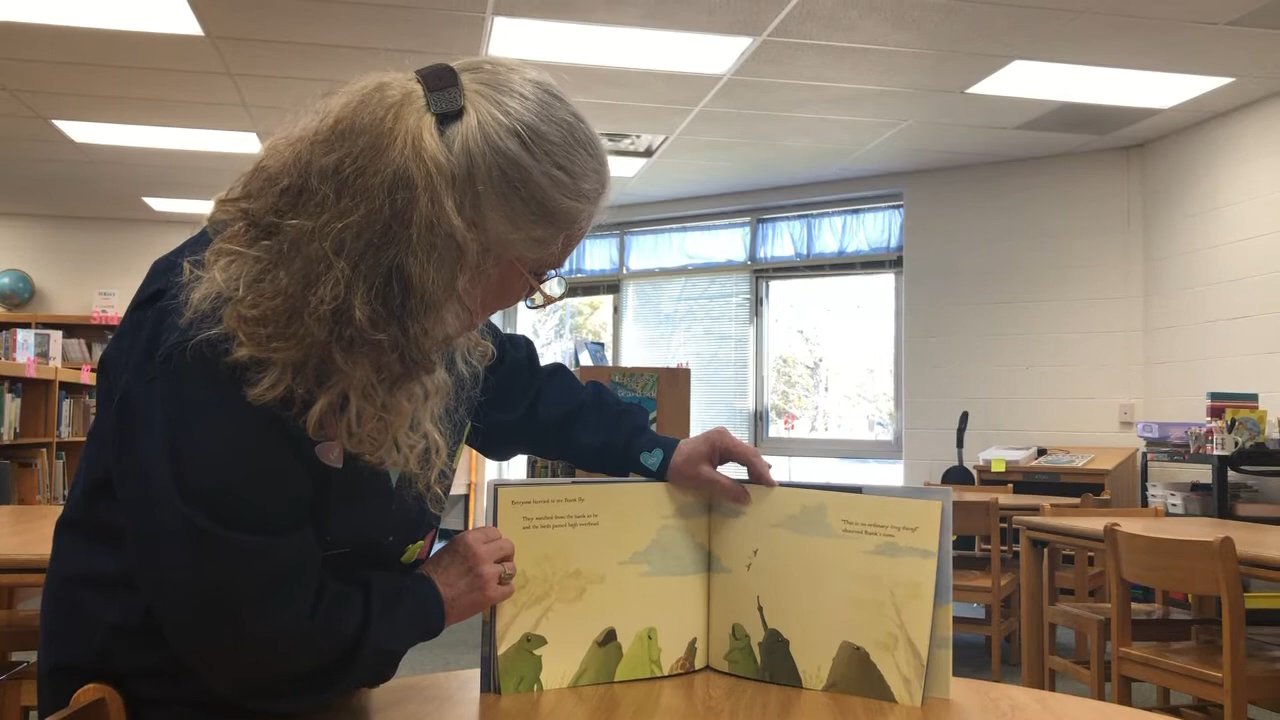 Everyone hurried to see Frank fly.
They watched from the bank as he
and the birds passed high overhead.
"This is no ordinary frog thing!"
observed Frank's mom.